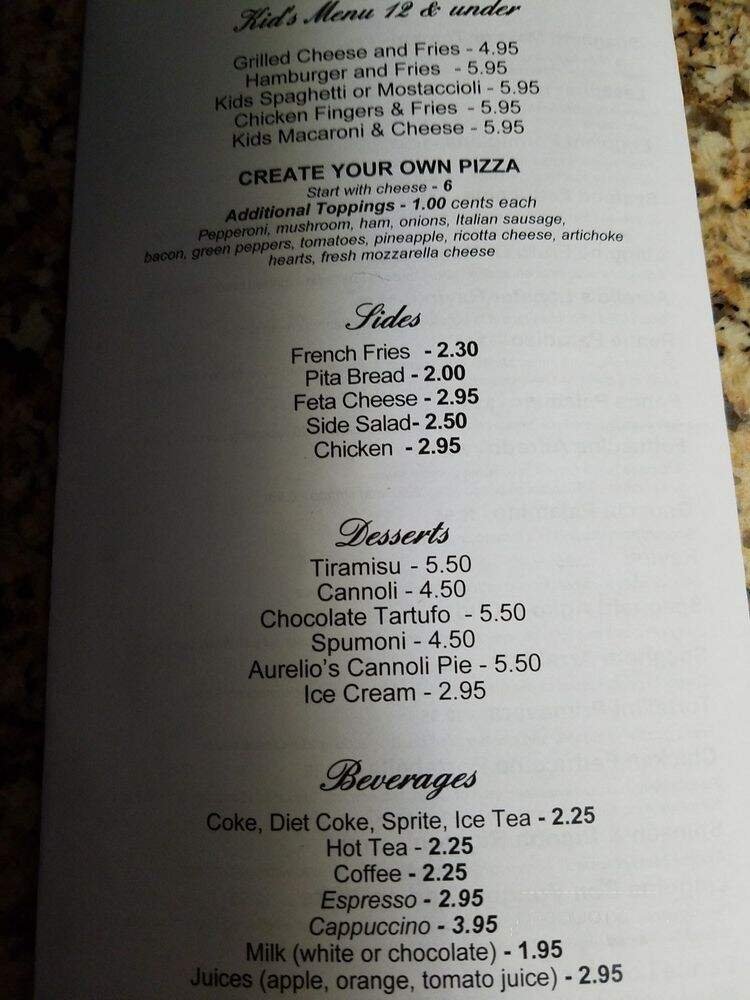 Kid's Menu 12 & under
Grilled Cheese and Fries - 4.95
Hamburger and Fries - 5.95
Kids Spaghetti or Mostaccioli - 5.95
Chicken Fingers & Fries - 5.95
Kids Macaroni & Cheese - 5.95
CREATE YOUR OWN PIZZA
Start with cheese - 6
Additional Toppings - 1.00 cents each
Pepperoni, mushroom, ham, onions, Italian sausage,
bacon, green peppers, tomatoes, pineapple, ricotta cheese, artichoke
hearts, fresh mozzarella cheese
Sides
French Fries - 2.30
Pita Bread - 2.00
Feta Cheese - 2.95
Side Salad- 2.50
Chicken - 2.95
Desserts
Tiramisu - 5.50
Cannoli - 4.50
Chocolate Tartufo - 5.50
Spumoni - 4.50
Aurelio's Cannoli Pie - 5.50
Ice Cream - 2.95
Beverages
Coke, Diet Coke, Sprite, Ice Tea - 2.25
Hot Tea - 2.25
Coffee - 2.25
Espresso - 2.95
Cappuccino - 3.95
Milk (white or chocolate) - 1.95
Juices (apple, orange, tomato juice) - 2.95